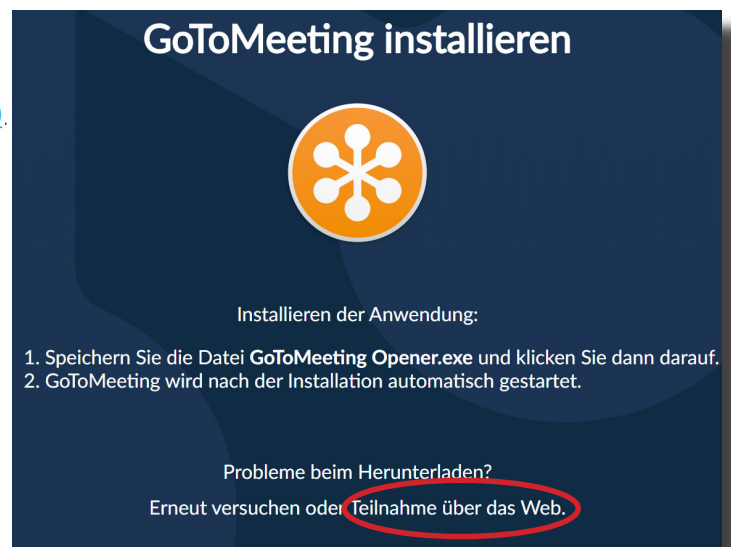 GoToMeeting installieren
Installieren der Anwendung:
1. Speichern Sie die Datei GoToMeeting Opener.exe und klicken Sie dann darauf.
2. GoToMeeting wird nach der Installation automatisch gestartet.
Probleme beim Herunterladen?
Erneut versuchen oder Teilnahme über das Web.